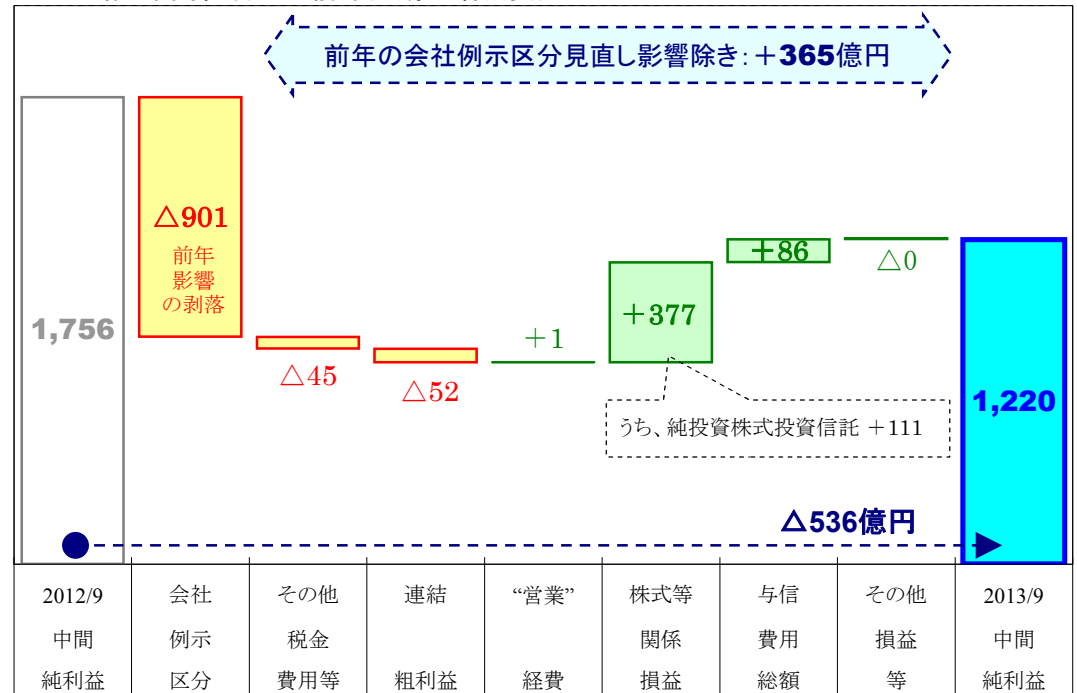 前年の会社例示区分見直し影響除き:＋365億円
1,756
△901
前年
影響
の剥落
△45
△52
＋1
＋377
うち、純投資株式投資信託 ＋111
＋86
△0
1,220
△536億円
2012/9
中間
純利益
会社
例示
区分
その他
税金
費用等
連結
粗利益
“営業”
経費
株式等
関係
損益
与信
費用
総額
その他
損益
等
2013/9
中間
純利益